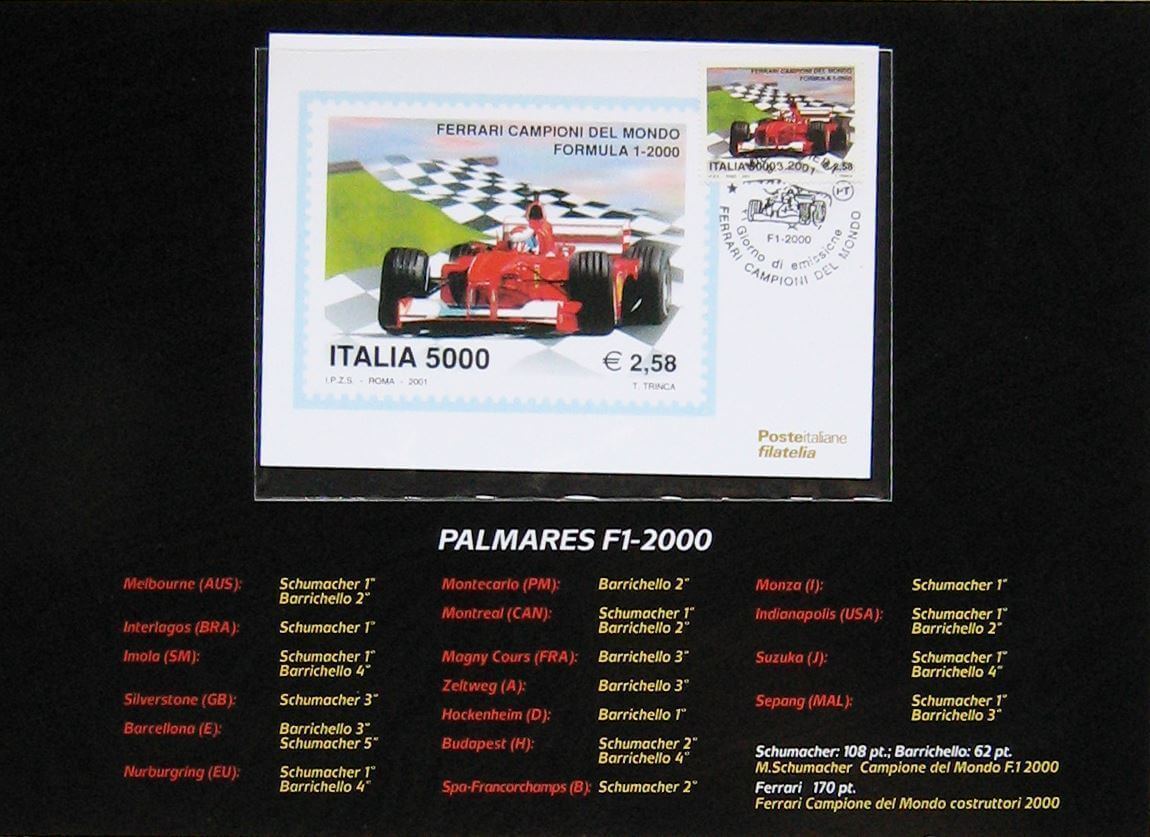 FERRARI CAMPIONI DEL MONDO
FORMULA 1-2000
ITALIA 5000
€ 2,58
I.P.Z.S. - ROMA - 2001
T. TRINCA
FERRARI CAMPIONI DEL MONDO
FORMULA 1-2000
ITALIA 5000
€ 2,58
F1-2000
Giorno di emissione
FERRARI CAMPIONI DEL MONDO
Posteitaliane
filatelia
PALMARES F1-2000
Melbourne (AUS): Schumacher 1°
Barrichello 2°
Interlagos (BRA): Schumacher 1°
Imola (SM): Schumacher 1°
Barrichello 4°
Silverstone (GB): Schumacher 3°
Barcellona (E): Barrichello 3°
Schumacher 5°
Nurburgring (EU): Schumacher 1°
Barrichello 4°
Montecarlo (PM): Barrichello 2°
Montreal (CAN): Schumacher 1°
Barrichello 2°
Magny Cours (FRA): Barrichello 3°
Zeltweg (A): Barrichello 3°
Hockenheim (D): Barrichello 1°
Budapest (H): Schumacher 2°
Barrichello 4°
Spa-Francorchamps (B): Schumacher 2°
Monza (I): Schumacher 1°
Indianapolis (USA): Schumacher 1°
Barrichello 2°
Suzuka (J): Schumacher 1°
Barrichello 4°
Sepang (MAL): Schumacher 1°
Barrichello 3°
Schumacher: 108 pt.; Barrichello: 62 pt.
M.Schumacher Campione del Mondo F.1 2000
Ferrari 170 pt.
Ferrari Campione del Mondo costruttori 2000